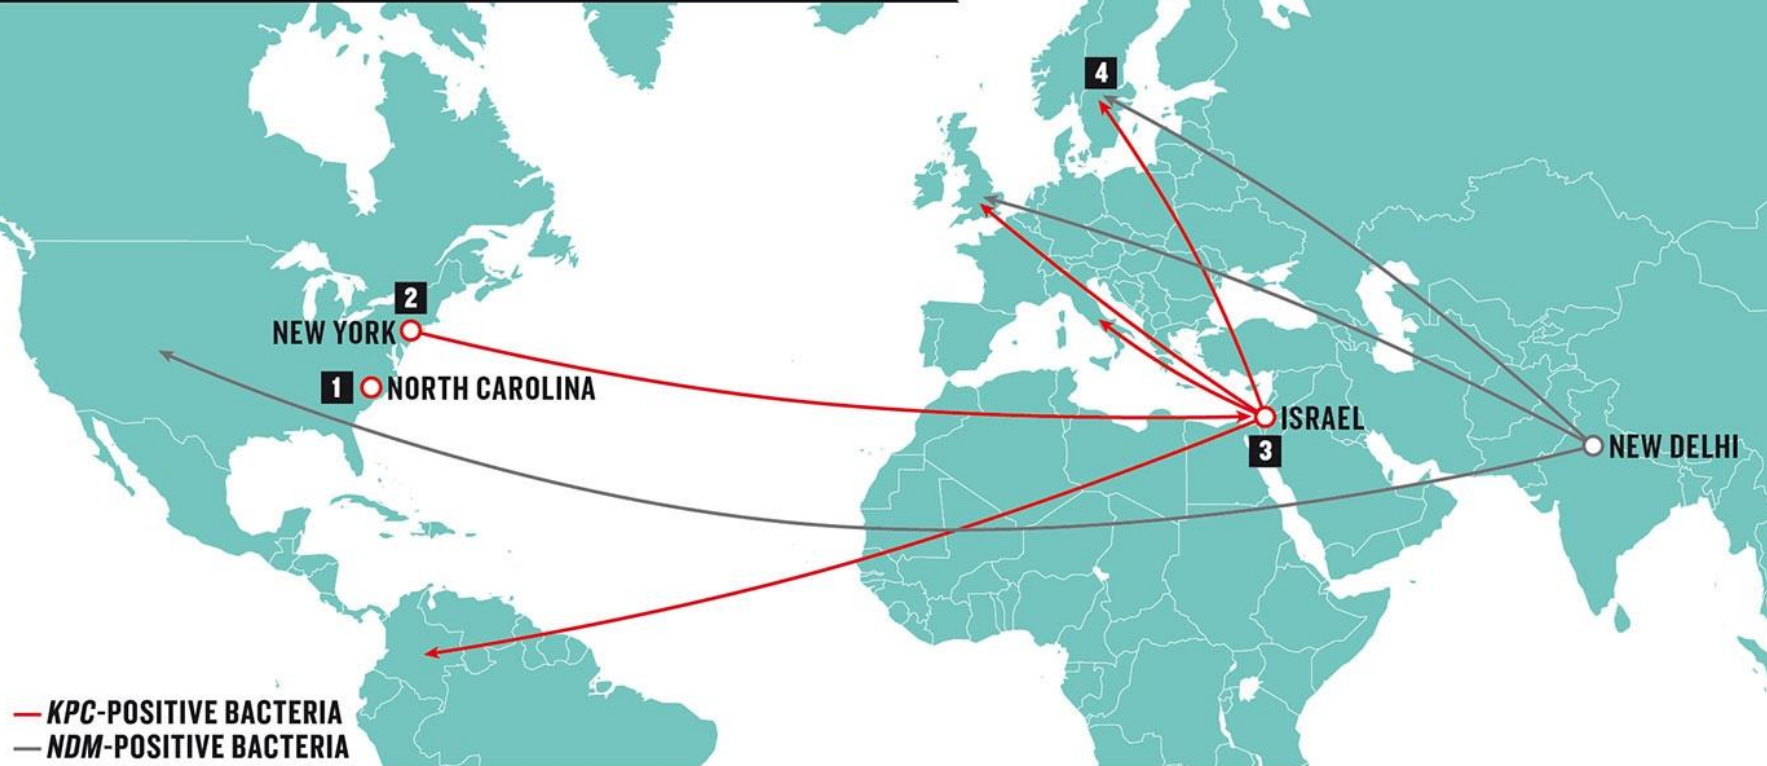 4
2
NEW YORK
1
NORTH CAROLINA
ISRAEL
3
NEW DELHI
KPC-POSITIVE BACTERIA
NDM-POSITIVE BACTERIA